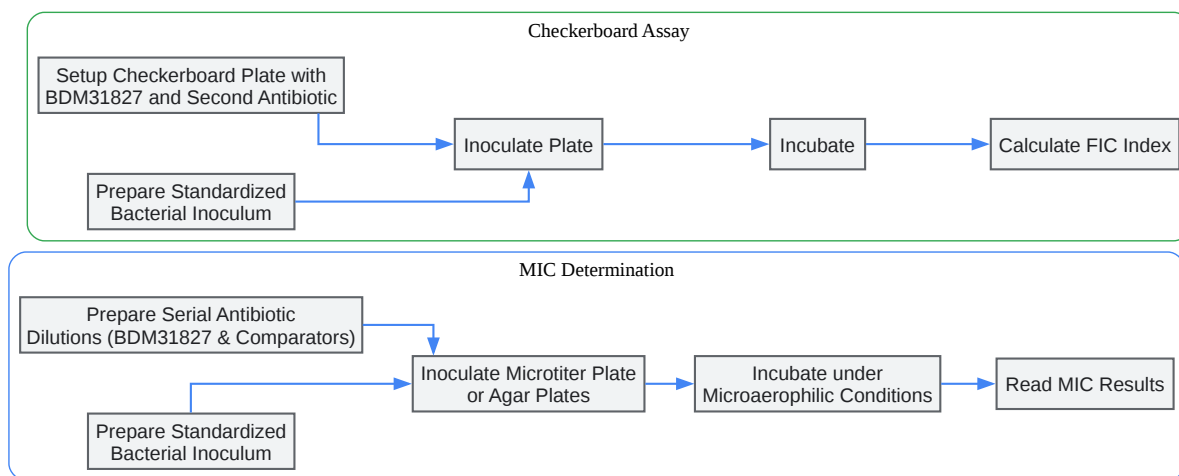 Checkerboard Assay
Setup Checkerboard Plate with
BDM31827 and Second Antibiotic
Inoculate Plate
Incubate
Calculate FIC Index
Prepare Standardized
Bacterial Inoculum
MIC Determination
Prepare Serial Antibiotic
Dilutions (BDM31827 & Comparators)
Inoculate Microtiter Plate
or Agar Plates
Incubate under
Microaerophilic Conditions
Read MIC Results
Prepare Standardized
Bacterial Inoculum